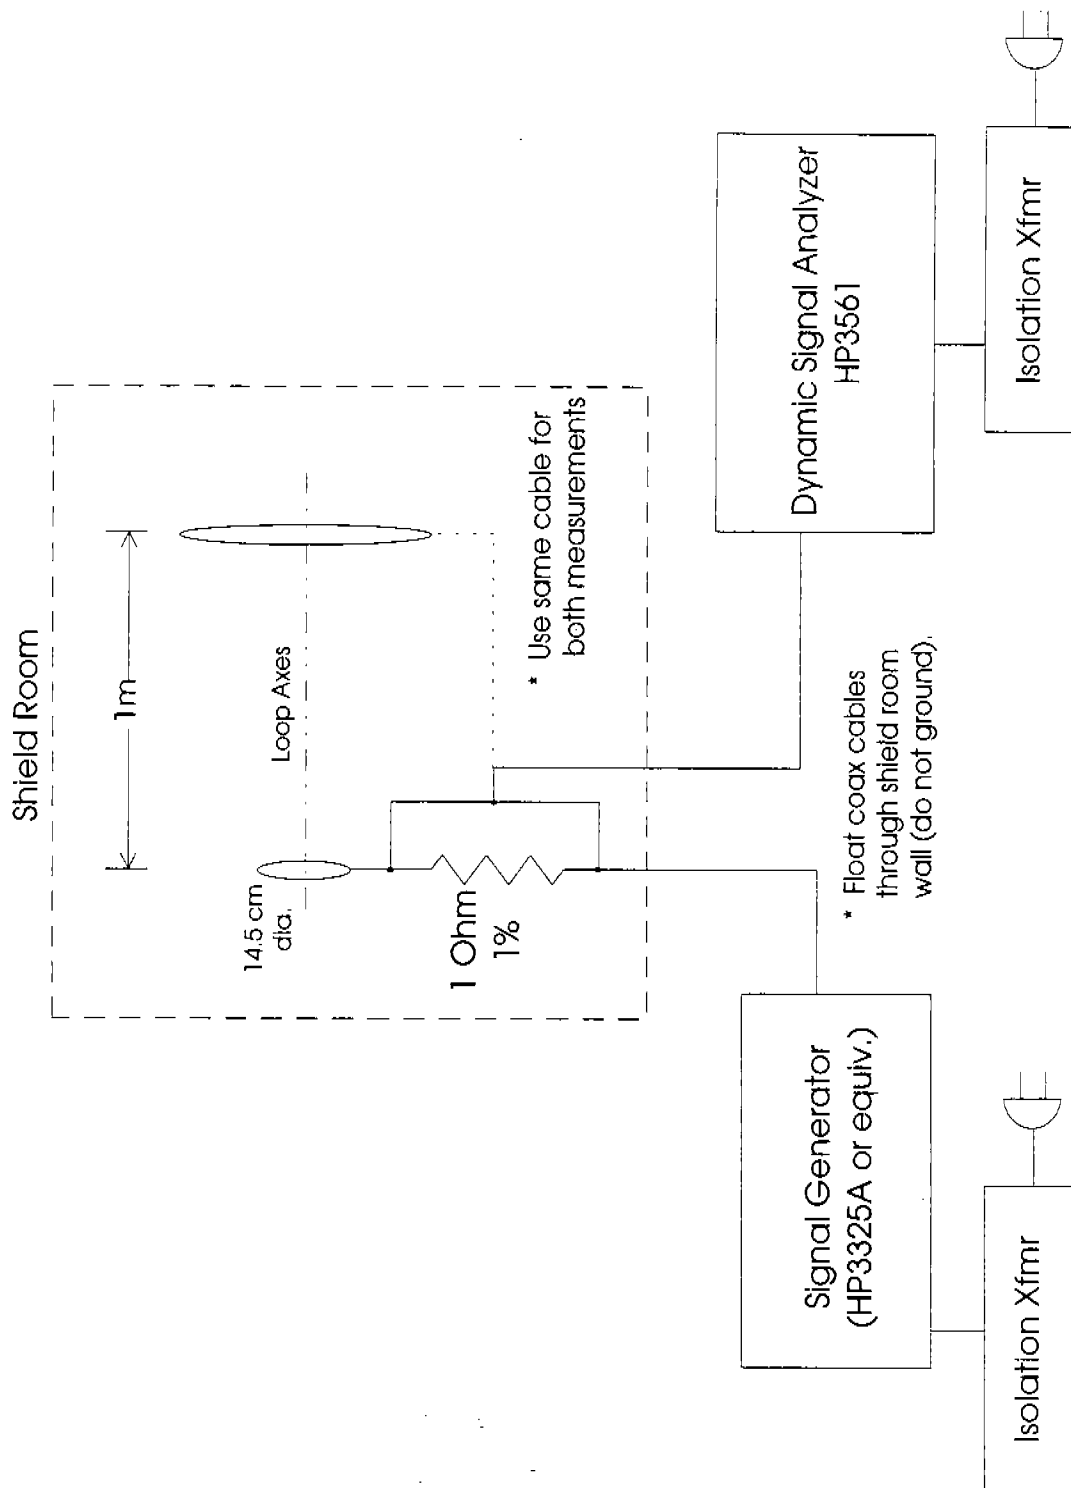 Shield Room
1m
Loop Axes
14.5 cm
dia.
1 Ohm
1%
* Use same cable for
both measurements
* Float coax cables
through shield room
wall (do not ground).
Signal Generator
(HP3325A or equiv.)
Dynamic Signal Analyzer
HP3561
Isolation Xfmr
Isolation Xfmr